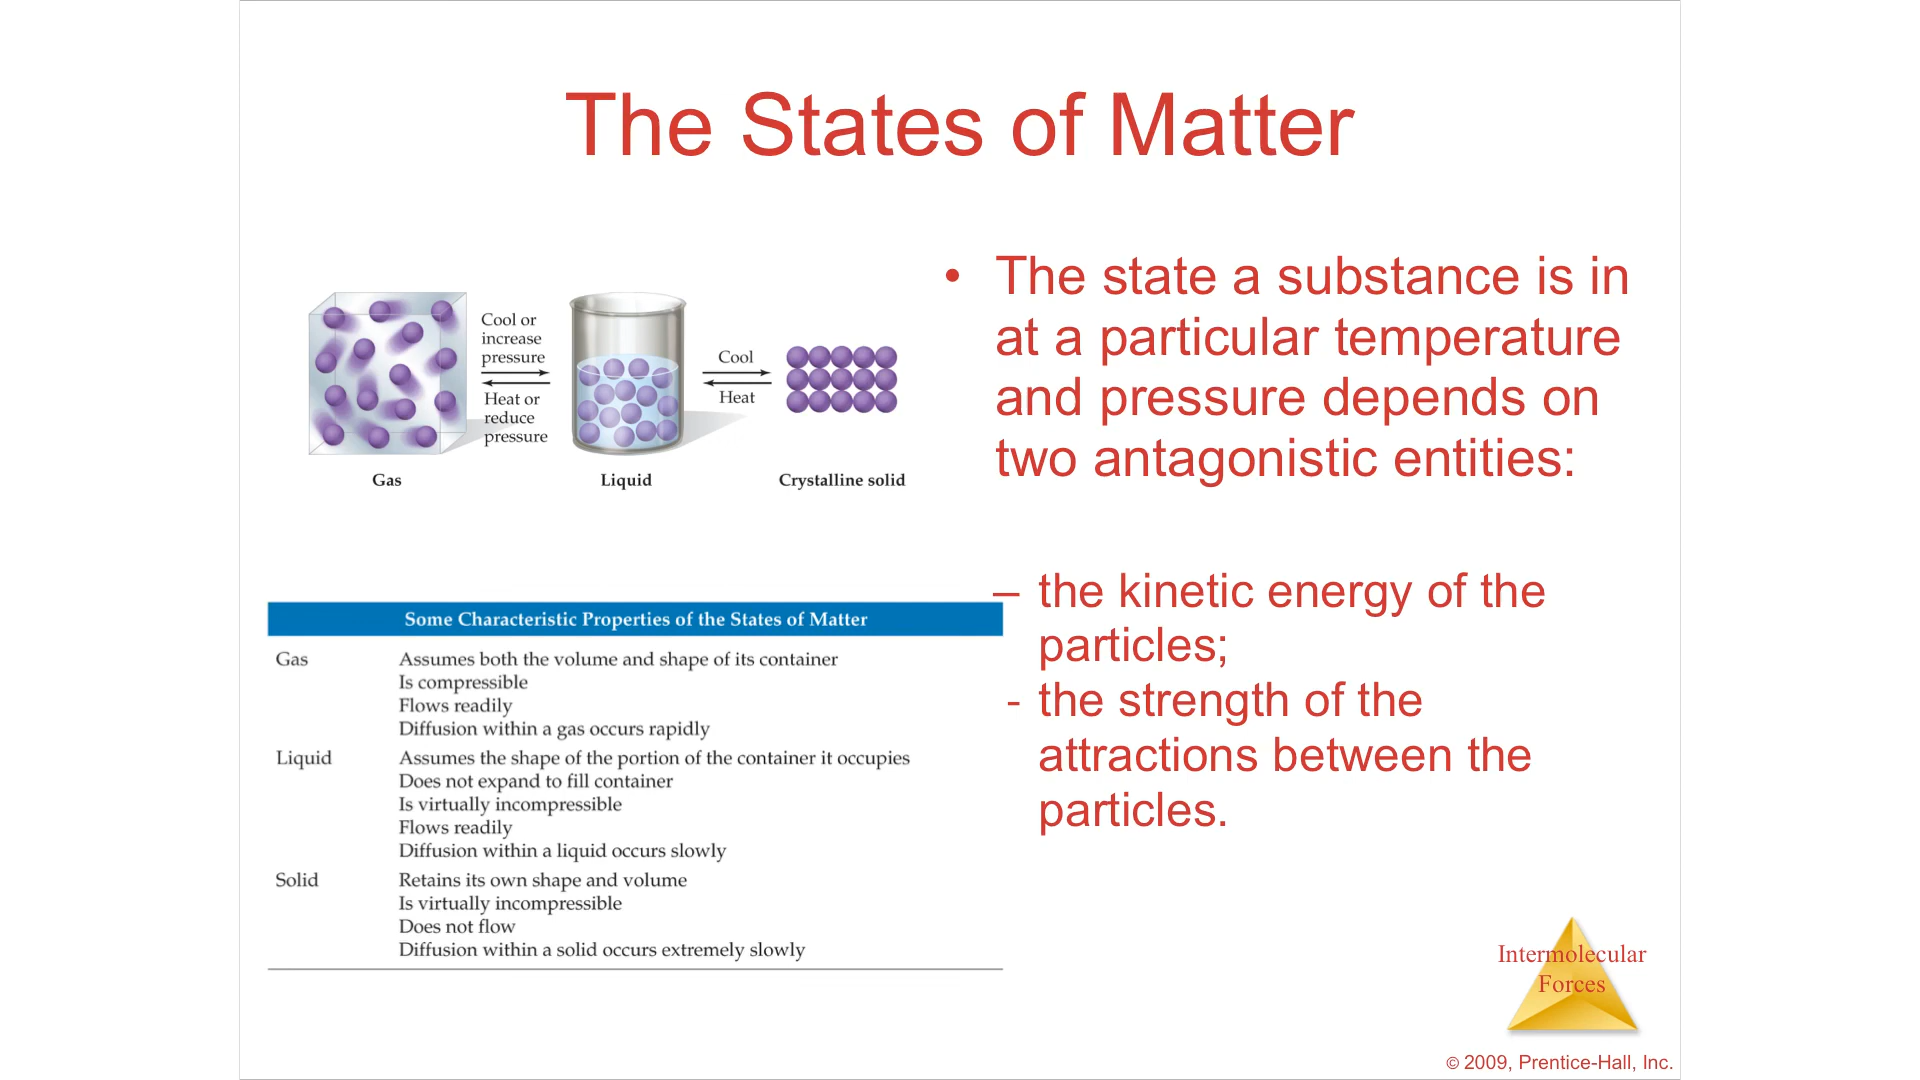 The States of Matter
Cool or
increase
pressure
Heat or
reduce
pressure
Cool
Heat
Gas
Liquid
Crystalline solid
• The state a substance is in
at a particular temperature
and pressure depends on
two antagonistic entities:
– the kinetic energy of the
particles;
- the strength of the
attractions between the
particles.
Some Characteristic Properties of the States of Matter
Gas Assumes both the volume and shape of its container
Is compressible
Flows readily
Diffusion within a gas occurs rapidly
Liquid Assumes the shape of the portion of the container it occupies
Does not expand to fill container
Is virtually incompressible
Flows readily
Diffusion within a liquid occurs slowly
Solid Retains its own shape and volume
Is virtually incompressible
Does not flow
Diffusion within a solid occurs extremely slowly
Intermolecular
Forces
© 2009, Prentice-Hall, Inc.